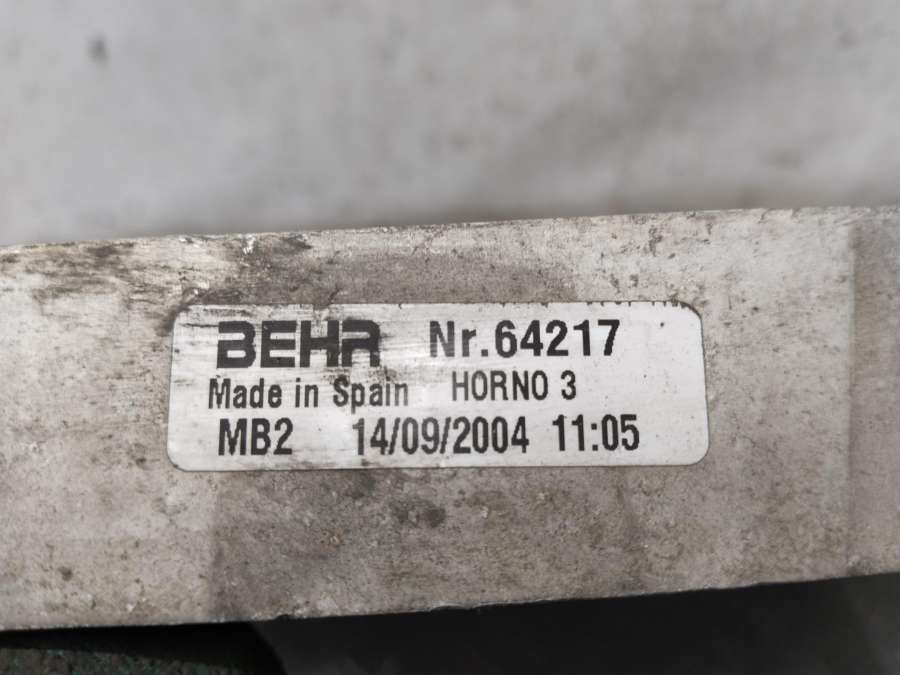 BEHR Nr.64217
Made in Spain HORNO 3
MB2 14/09/2004 11:05